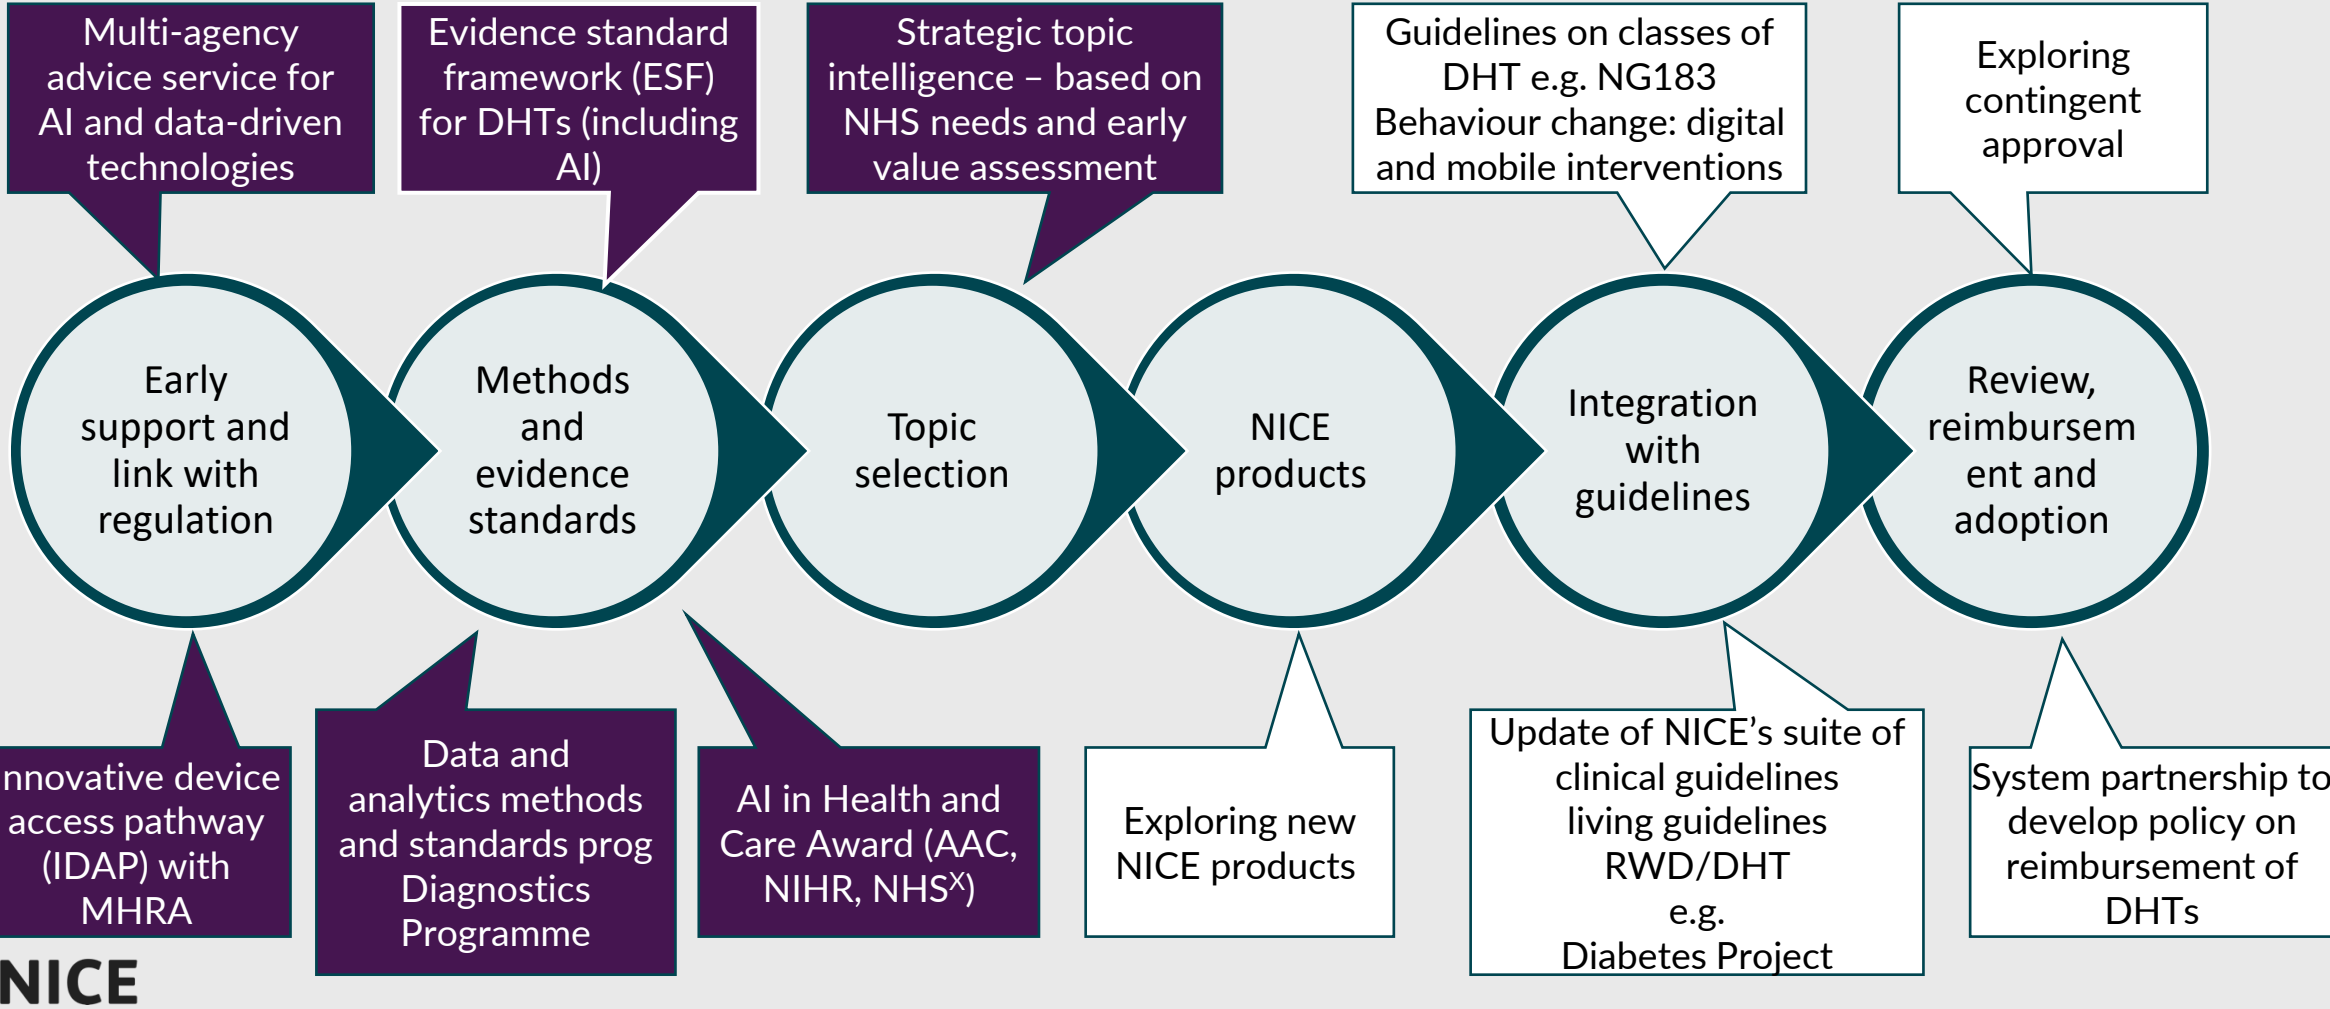 Multi-agency
advice service for
AI and data-driven
technologies
Evidence standard
framework (ESF)
for DHTs (including
AI)
Strategic topic
intelligence – based on
NHS needs and early
value assessment
Guidelines on classes of
DHT e.g. NG183
Behaviour change: digital
and mobile interventions
Exploring
contingent
approval
Early
support and
link with
regulation
Methods
and
evidence
standards
Topic
selection
NICE
products
Integration
with
guidelines
Review,
reimbursem
ent and
adoption
nnovative device
access pathway
(IDAP) with
MHRA
Data and
analytics methods
and standards prog
Diagnostics
Programme
AI in Health and
Care Award (AAC,
NIHR, NHSX)
Exploring new
NICE products
Update of NICE’s suite of
clinical guidelines
living guidelines
RWD/DHT
e.g.
Diabetes Project
System partnership to
develop policy on
reimbursement of
DHTs
NICE